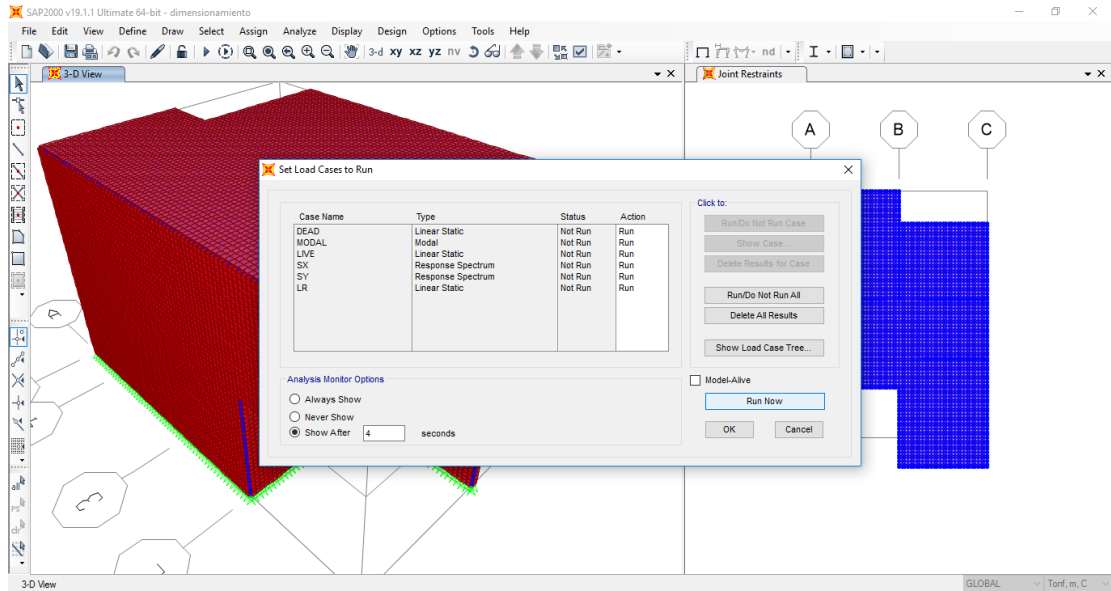 SAP2000 v19.1.1 Ultimate 64-bit - dimensionamiento
File Edit View Define Draw Select Assign Analyze Display Design Options Tools Help
3-d xy xz yz nv
nd
3-D View
Joint Restraints
A B C
Set Load Cases to Run
Case Name Type Status Action
DEAD Linear Static Not Run Run
MODAL Modal Not Run Run
LIVE Linear Static Not Run Run
SX Response Spectrum Not Run Run
SY Response Spectrum Not Run Run
LR Linear Static Not Run Run
Click to:
Run/Do Not Run Case
Show Case...
Delete Results for Case
Run/Do Not Run All
Delete All Results
Show Load Case Tree...
Analysis Monitor Options
Always Show
Never Show
Show After 4 seconds
Model-Alive
Run Now
OK Cancel
all
PS
clr
A
3-D View
GLOBAL
Tonf, m, C